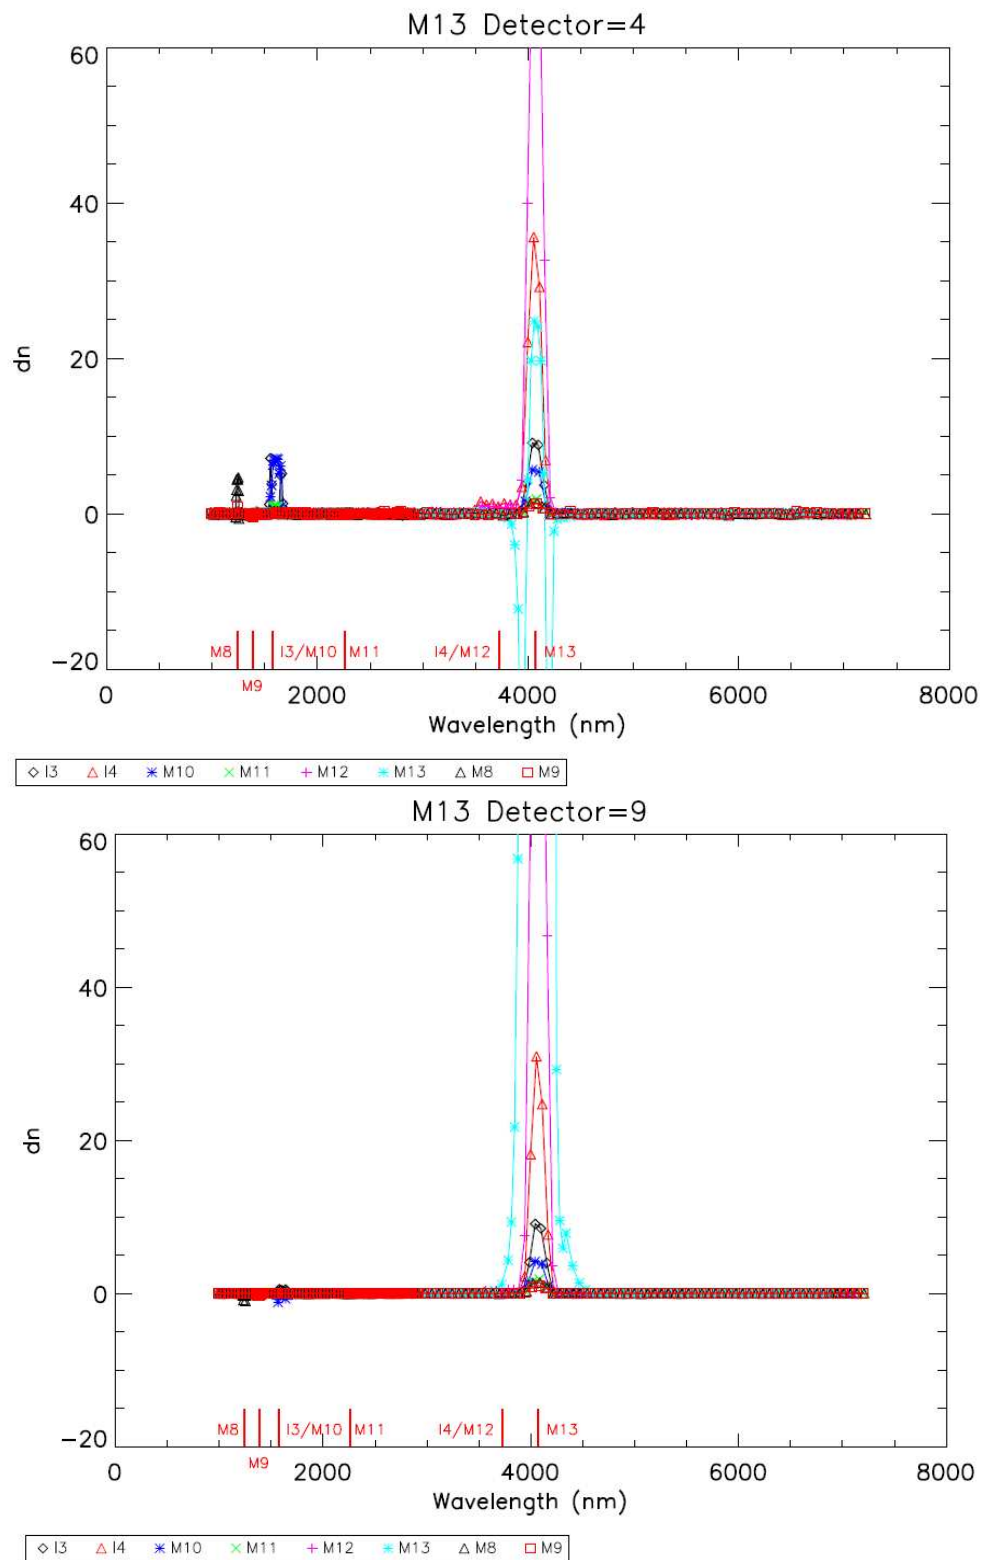 M13 Detector=4
60
40
20
0
−20
dn
M8 I3/M10 M11 I4/M12 M13
M9
0 2000 4000 6000 8000
Wavelength (nm)
I3 I4 M10 M11 M12 M13 M8 M9
M13 Detector=9
60
40
20
0
−20
dn
M8 I3/M10 M11 I4/M12 M13
M9
0 2000 4000 6000 8000
Wavelength (nm)
I3 I4 M10 M11 M12 M13 M8 M9